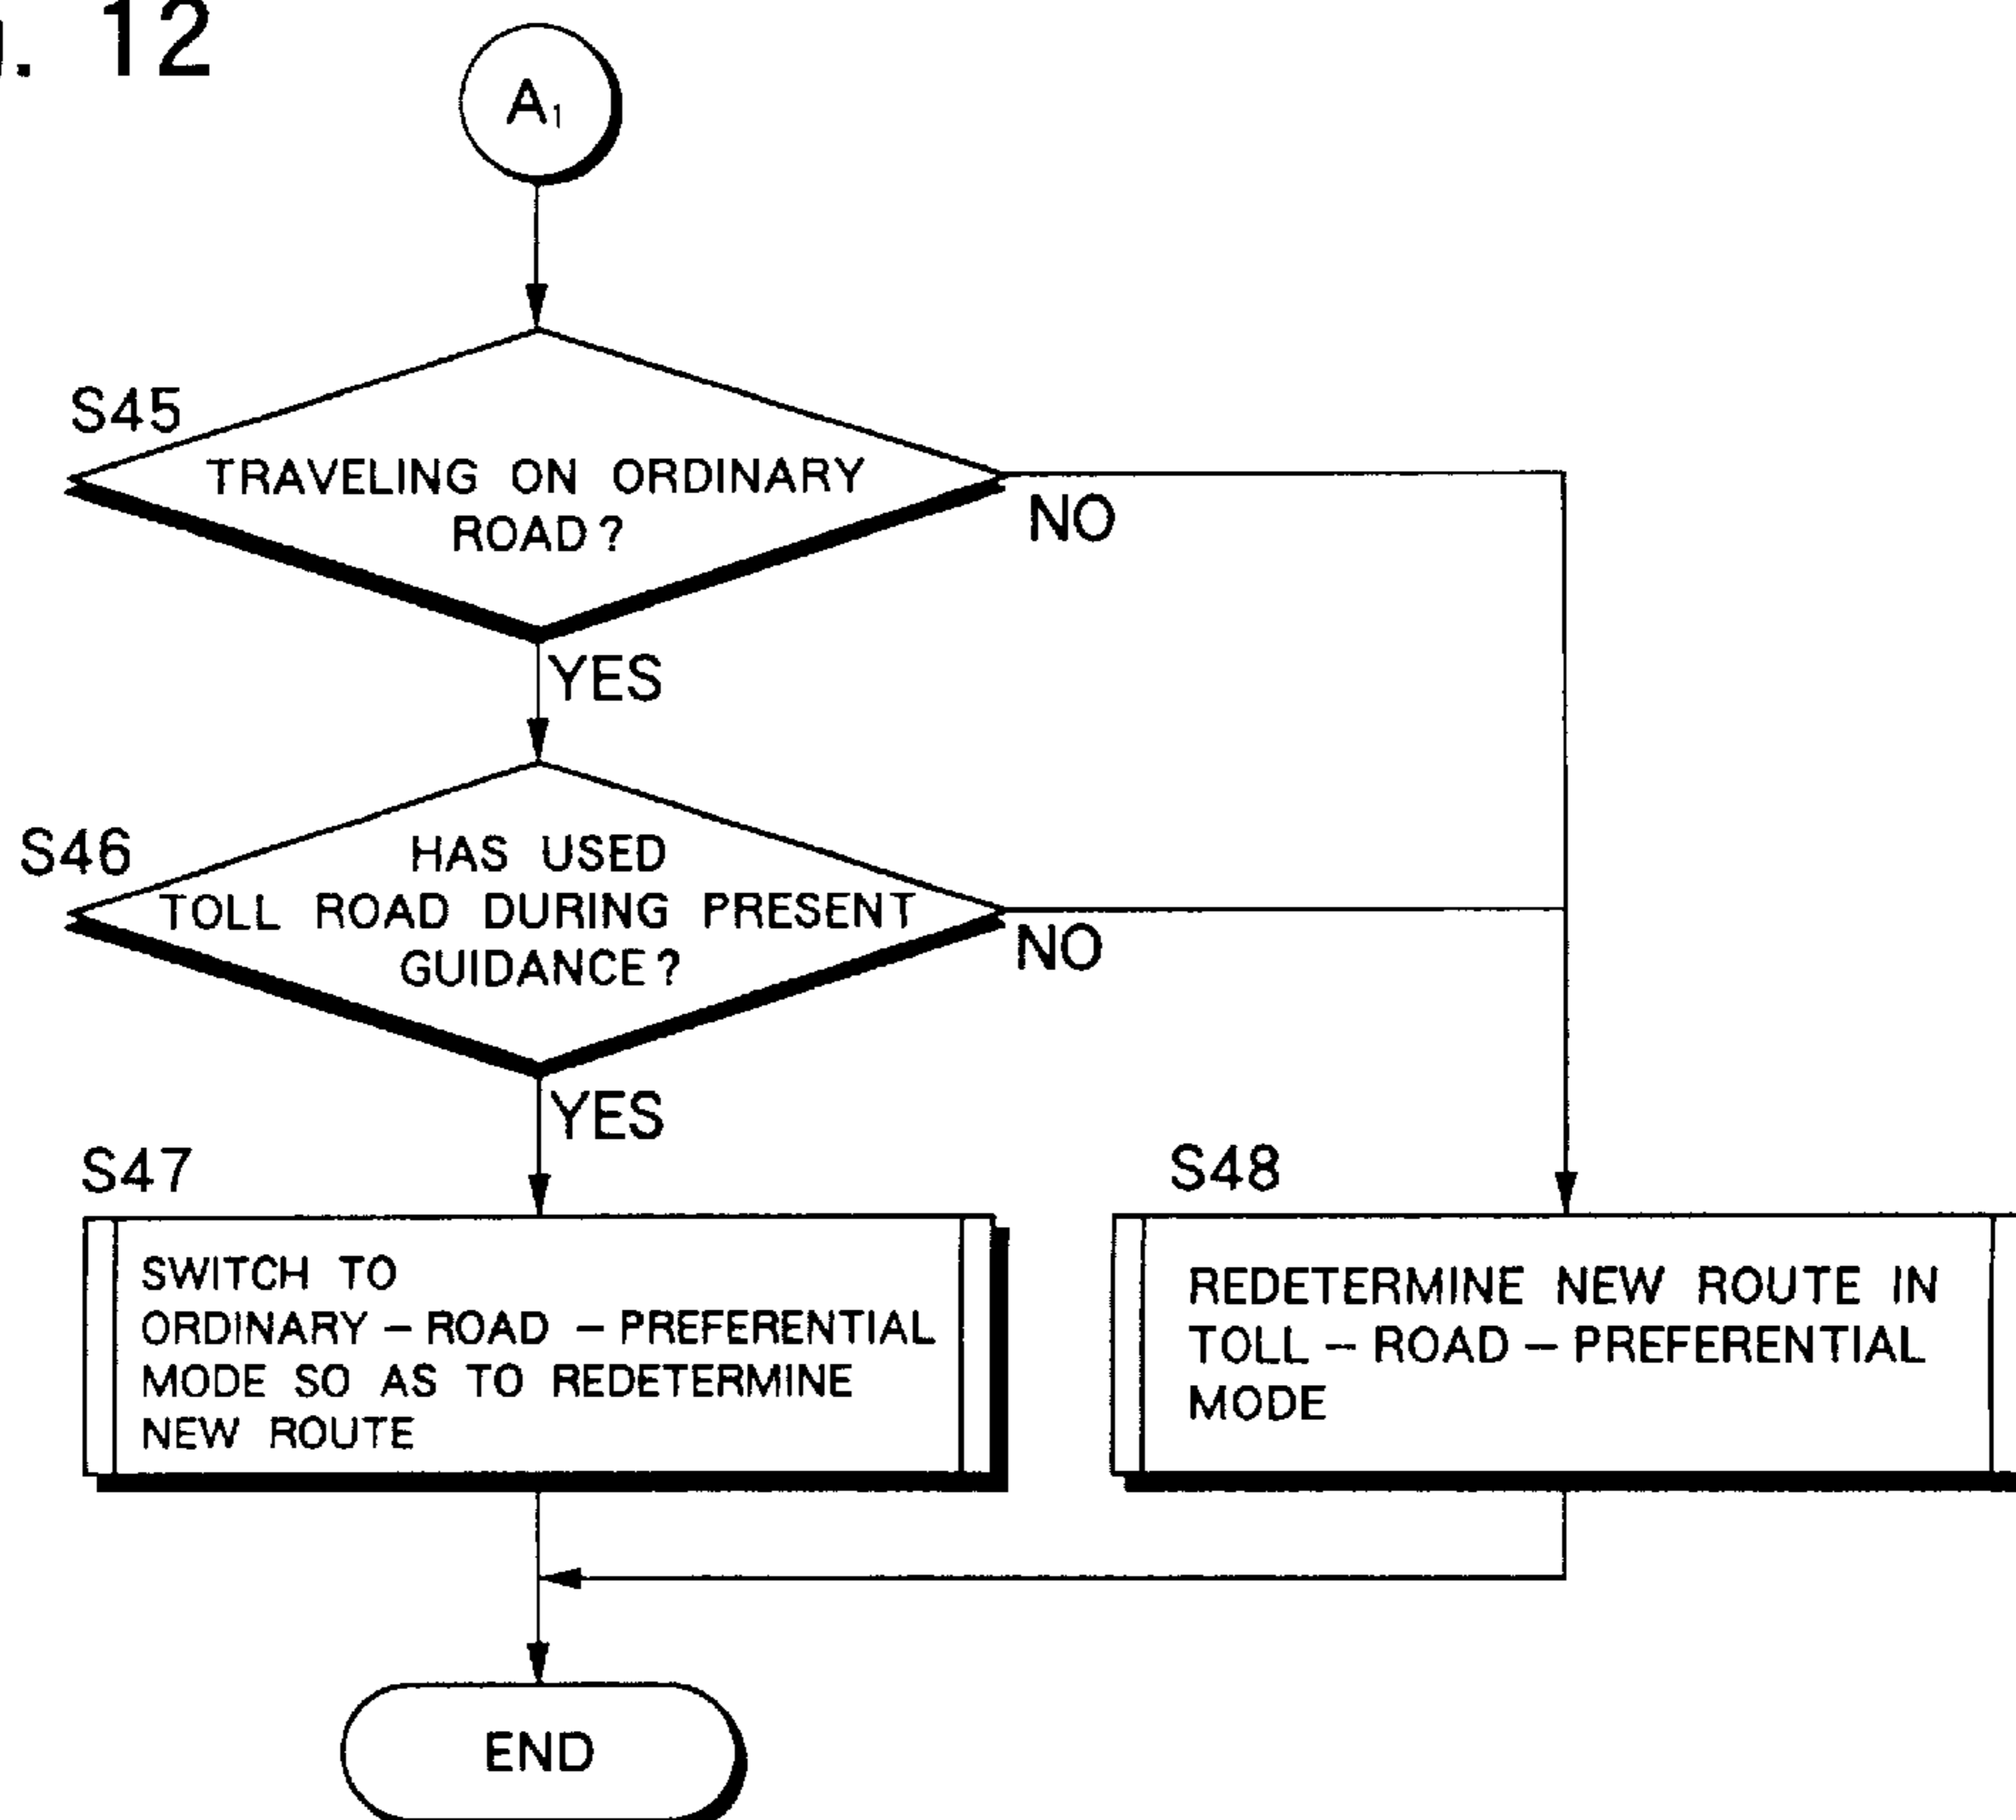 . 12
A₁
S45
TRAVELING ON ORDINARY
ROAD?
NO
YES
S46
HAS USED
TOLL ROAD DURING PRESENT
GUIDANCE?
NO
YES
S47
SWITCH TO
ORDINARY-ROAD-PREFERENTIAL
MODE SO AS TO REDETERMINE
NEW ROUTE
S48
REDETERMINE NEW ROUTE IN
TOLL-ROAD-PREFERENTIAL
MODE
END